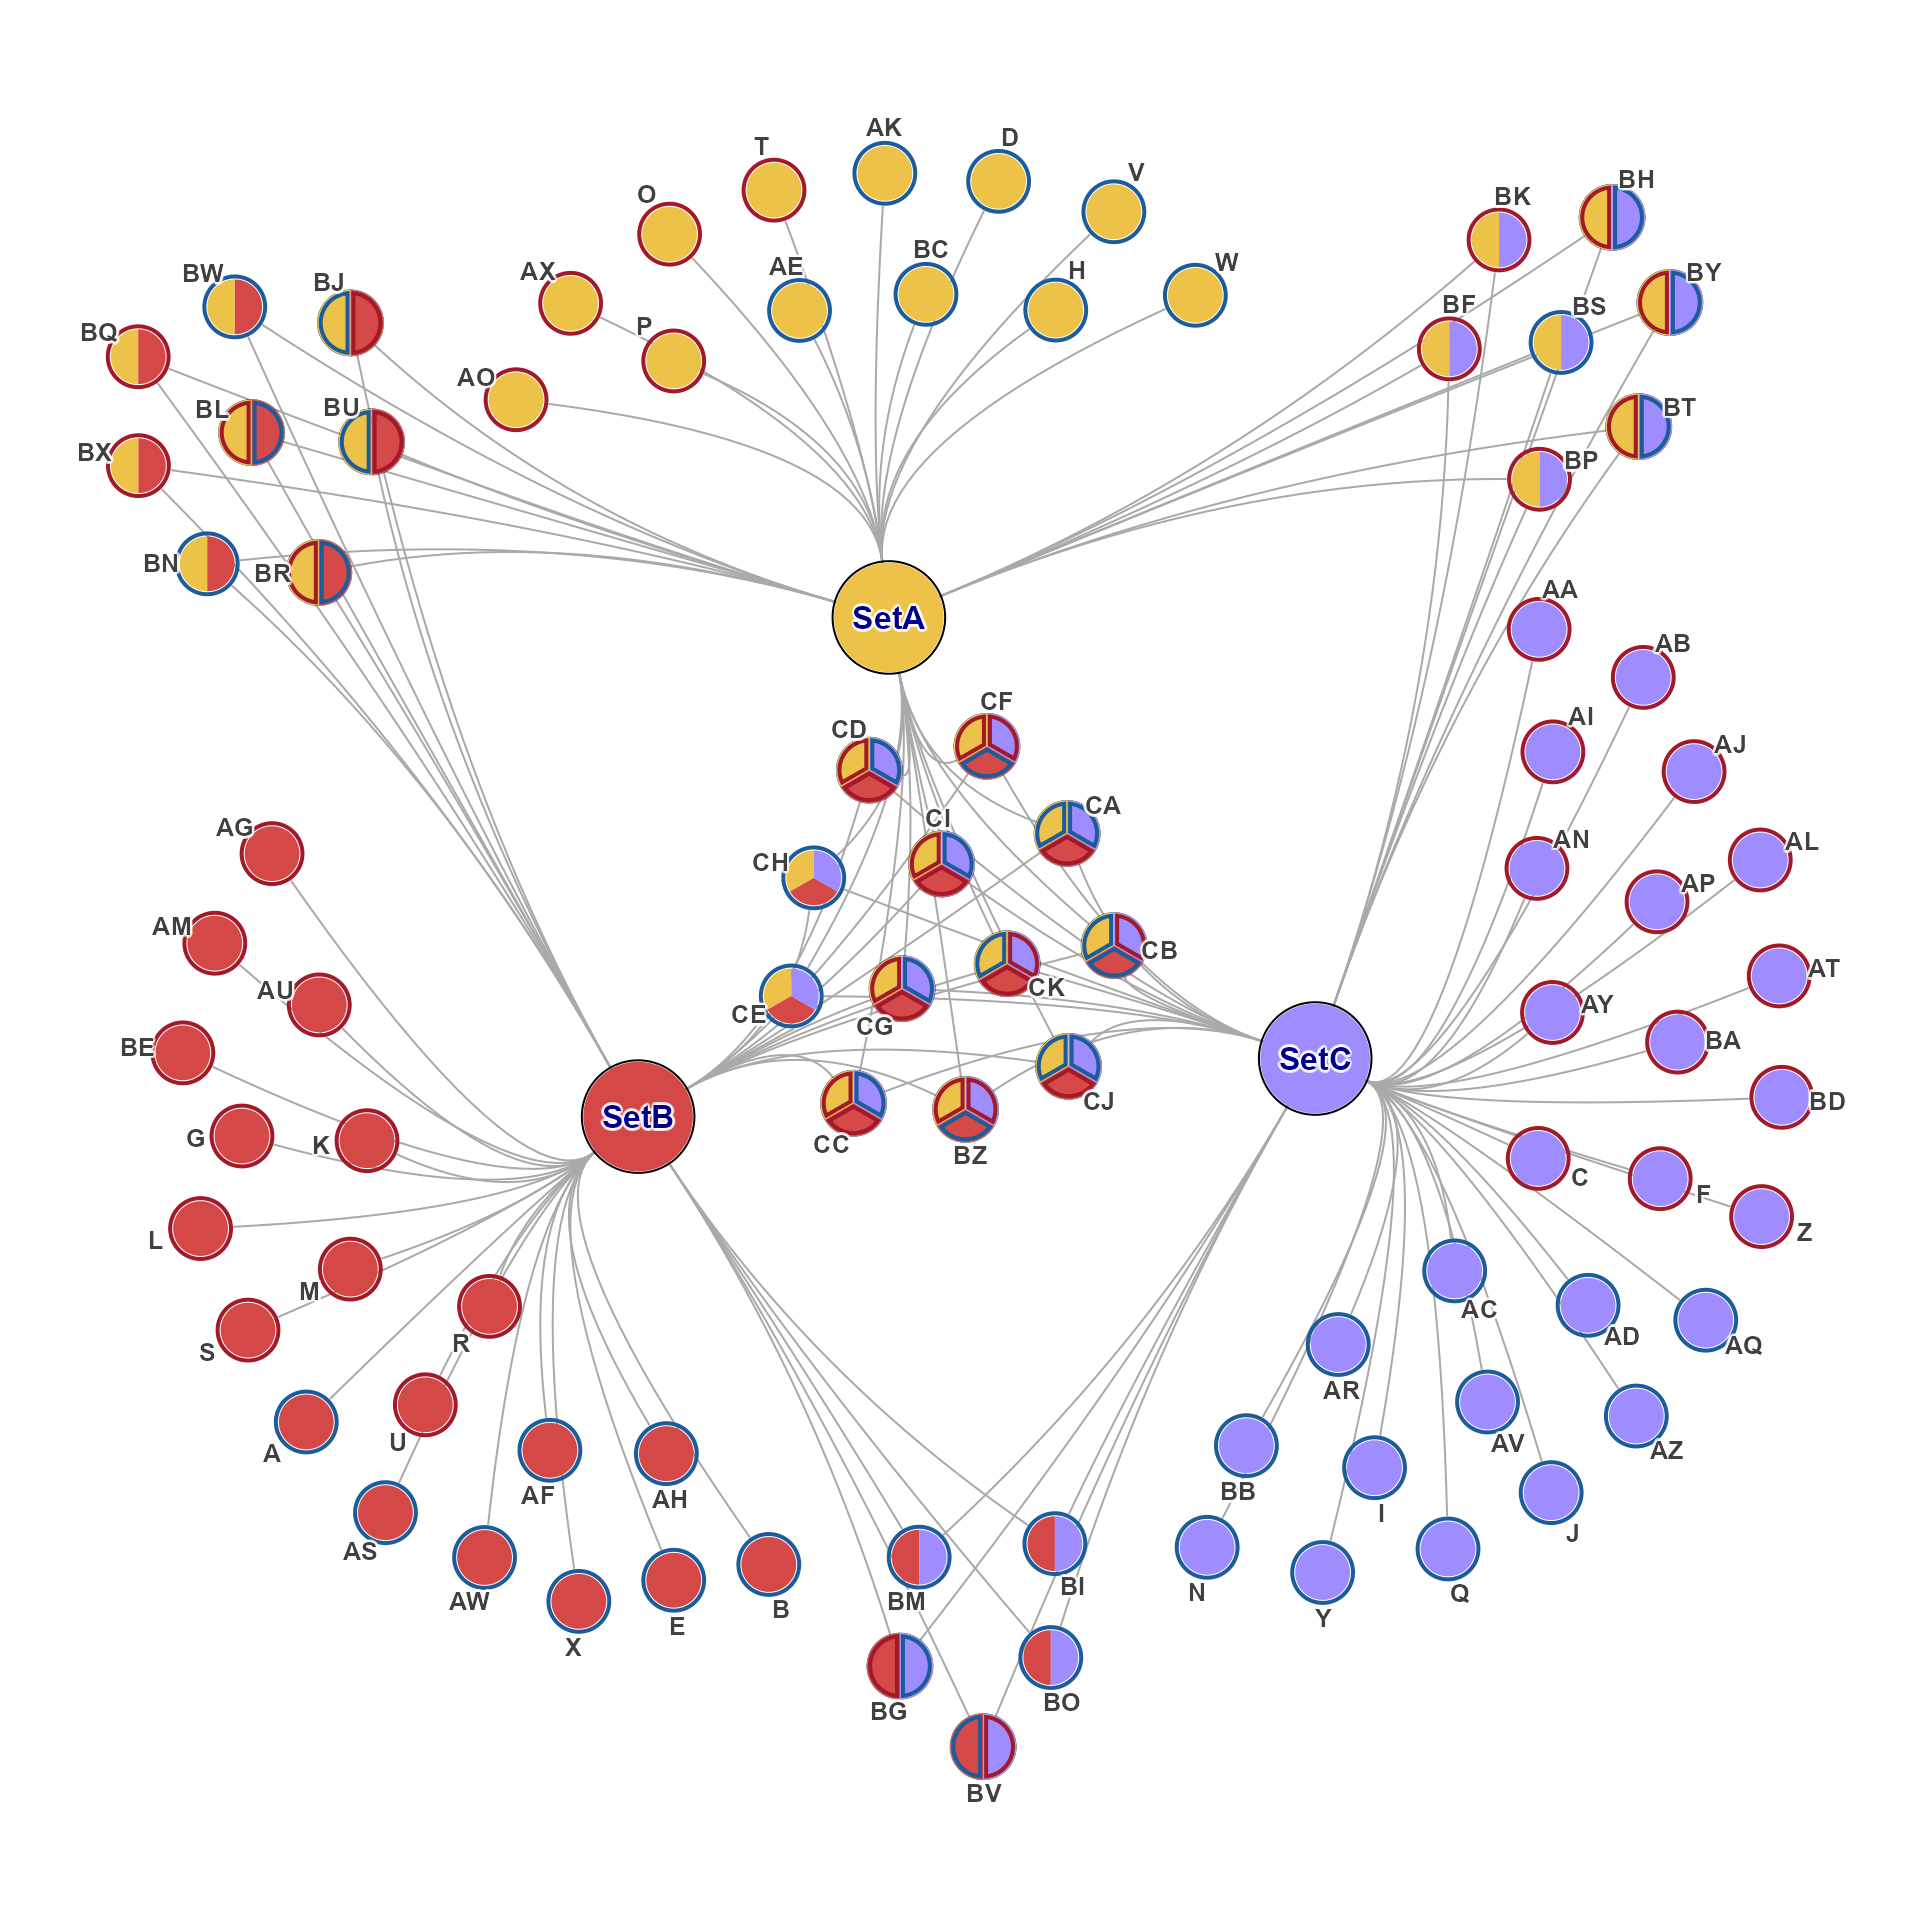 AK
D
T
V
BH
O
BK
BC
W
AE
H
BY
AX
BW
BJ
BF
BS
P
BQ
AO
BL
BU
BT
BX
BP
BN
BR
AA
SetA
AB
CF
AI
CD
AJ
CA
CI
AN
AL
AG
CH
AP
AM
CB
AT
AU
CK
AY
CE
CG
BE
BA
SetC
BD
CJ
SetB
G
K
CC
BZ
C
F
Z
L
M
AC
AD
R
AQ
S
AR
U
AV
A
AZ
BB
AF
AH
I
J
AS
BI
N
Q
AW
BM
B
Y
E
X
BO
BG
BV